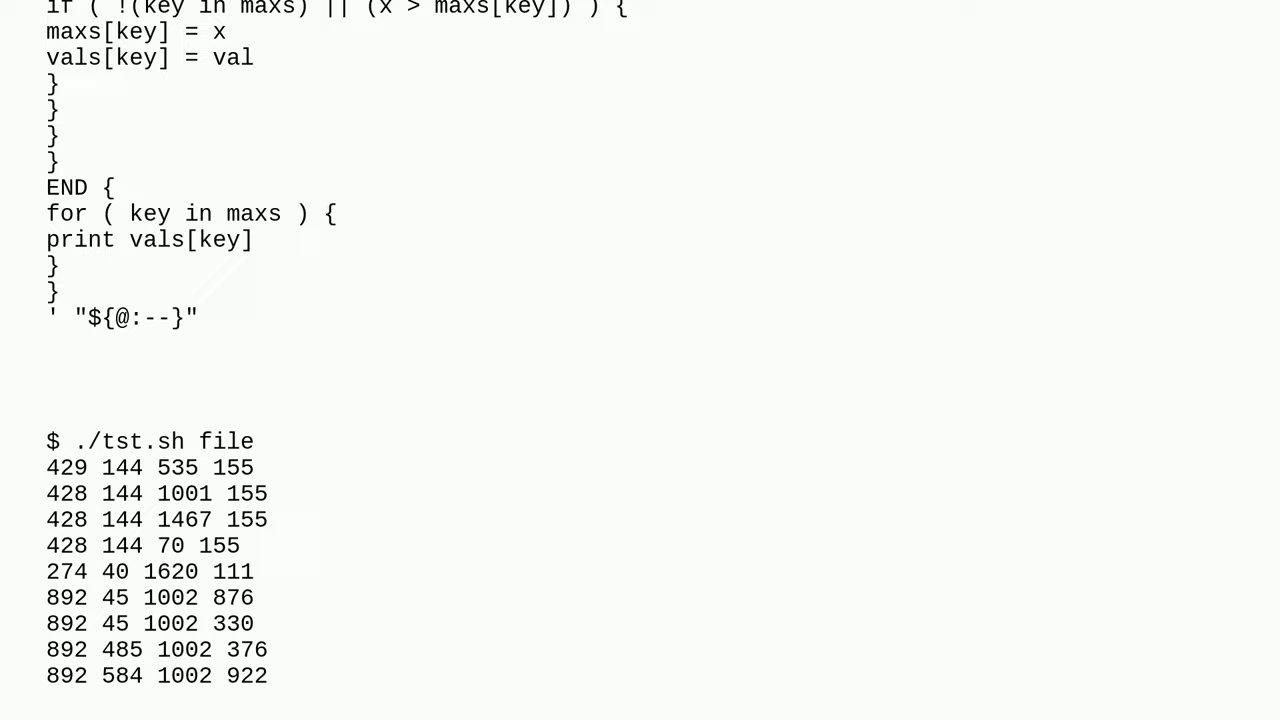 if ( !(key in maxs) || (x > maxs[key]) ) {
maxs[key] = x
vals[key] = val
}
}
}
}
END {
for ( key in maxs ) {
print vals[key]
}
}
' "${@:--}"
$ ./tst.sh file
429 144 535 155
428 144 1001 155
428 144 1467 155
428 144 70 155
274 40 1620 111
892 45 1002 876
892 45 1002 330
892 485 1002 376
892 584 1002 922